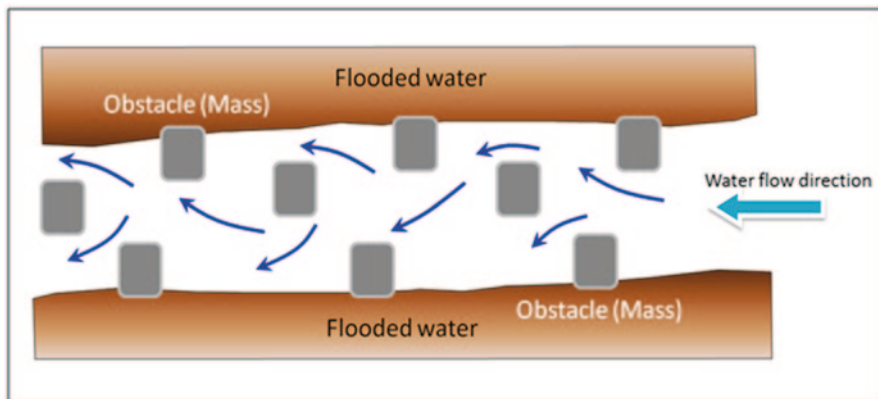 Flooded water
Obstacle (Mass)
Water flow direction
Obstacle (Mass)
Flooded water